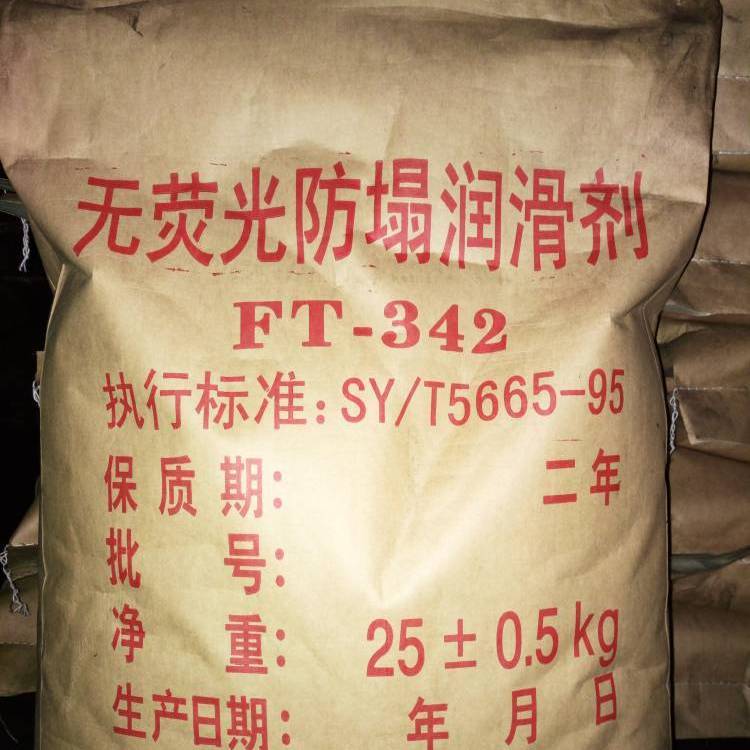 无荧光防塌润滑剂
FT-342
执行标准：SY/T5665-95
保质期： 二年
批号：
净重： 25±0.5kg
生产日期： 年 月 日